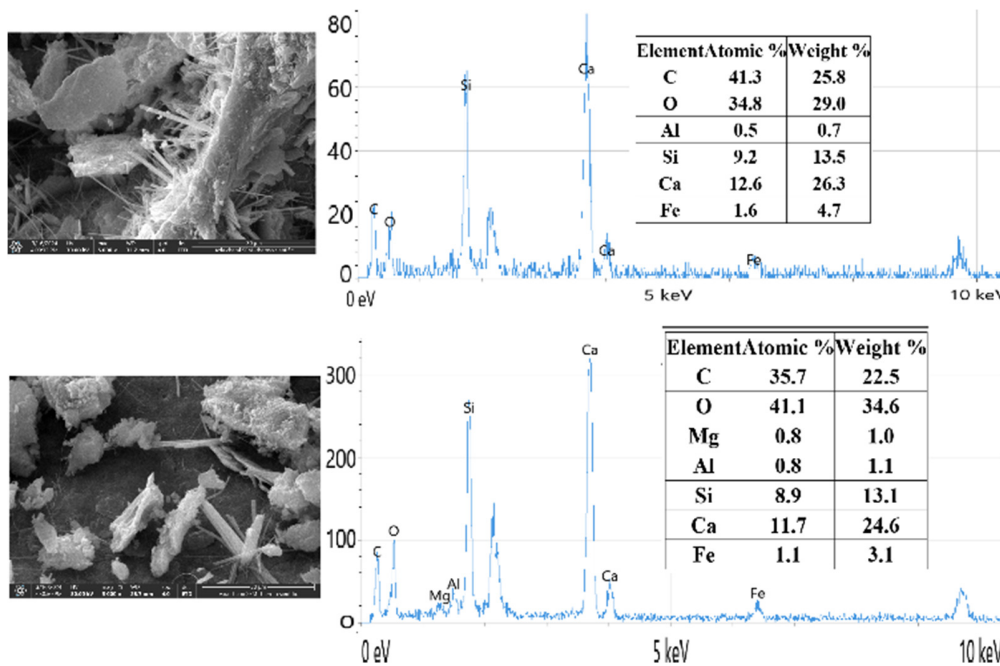 80
60
40
20
0
C
O
Si
Ca
Ca
Fe
0 eV
5 keV
10 keV
ElementAtomic % Weight %
C 41.3 25.8
O 34.8 29.0
Al 0.5 0.7
Si 9.2 13.5
Ca 12.6 26.3
Fe 1.6 4.7
300
200
100
0
C
O
Mg
Al
Si
Ca
Ca
Fe
0 eV
5 keV
10 keV
ElementAtomic % Weight %
C 35.7 22.5
O 41.1 34.6
Mg 0.8 1.0
Al 0.8 1.1
Si 8.9 13.1
Ca 11.7 24.6
Fe 1.1 3.1